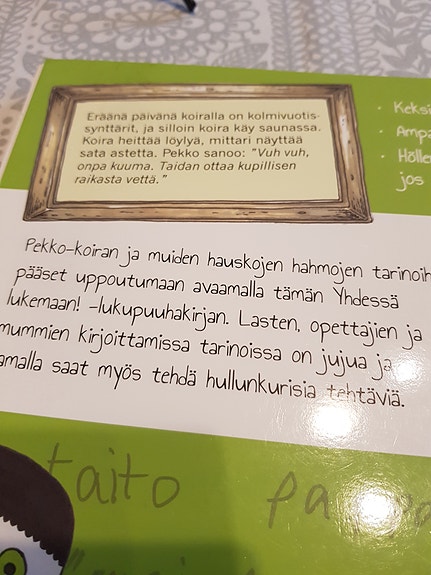 Eräänä päivänä koiralla on kolmivuotis-
synttärit, ja silloin koira käy saunassa.
Koira heittää löylyä, mittari näyttää
sata astetta. Pekko sanoo: "Vuh vuh,
onpa kuuma. Taidan ottaa kupillisen
raikasta vettä."
• Keksi
• Ampa
• Höllen
jos
Pekko-koiran ja muiden hauskojen hahmojen tarinoih
pääset uppoutumaan avaamalla tämän Yhdessä
lukemaan! -lukupuuhakirjan. Lasten, opettajien ja
mummien kirjoittamissa tarinoissa on jujua ja
amalla saat myös tehdä hullunkurisia tehtäviä.
taito